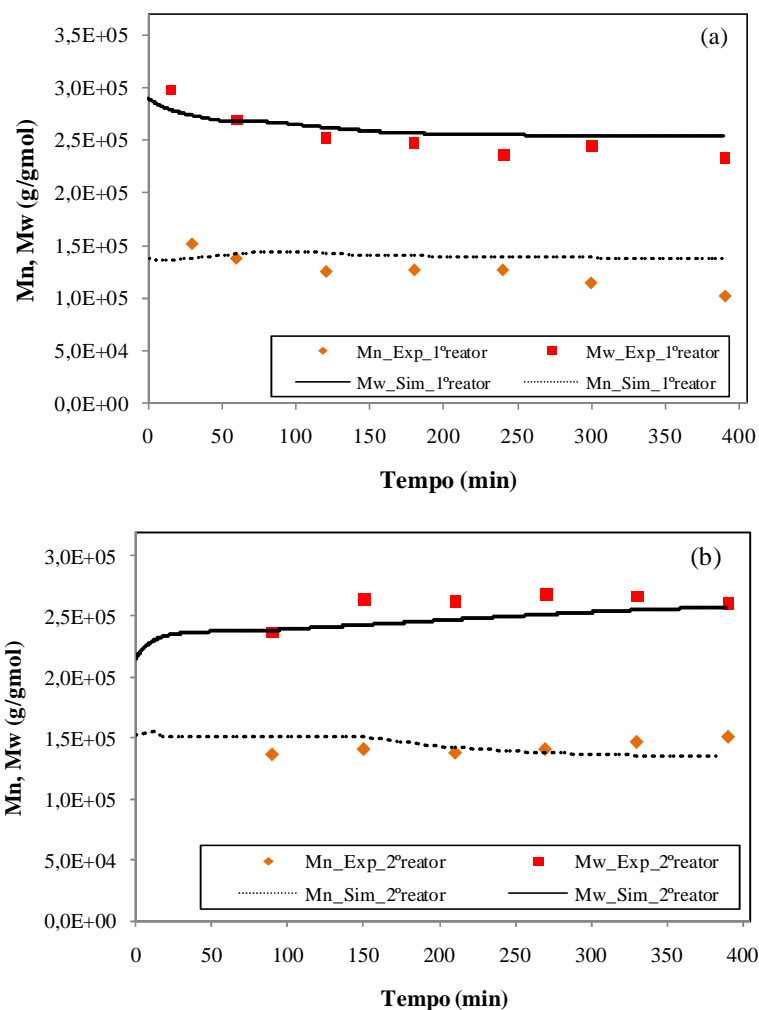 (a)
Mn, Mw (g/gmol)
3,5E+05
3,0E+05
2,5E+05
2,0E+05
1,5E+05
1,0E+05
5,0E+04
0,0E+00
Mn_Exp_1ºreator Mw_Exp_1ºreator
Mw_Sim_1ºreator Mn_Sim_1ºreator
0 50 100 150 200 250 300 350 400
Tempo (min)
(b)
Mn, Mw (g/gmol)
3,0E+05
2,5E+05
2,0E+05
1,5E+05
1,0E+05
5,0E+04
0,0E+00
Mn_Exp_2ºreator Mw_Exp_2ºreator
Mn_Sim_2ºreator Mw_Sim_2ºreator
0 50 100 150 200 250 300 350 400
Tempo (min)